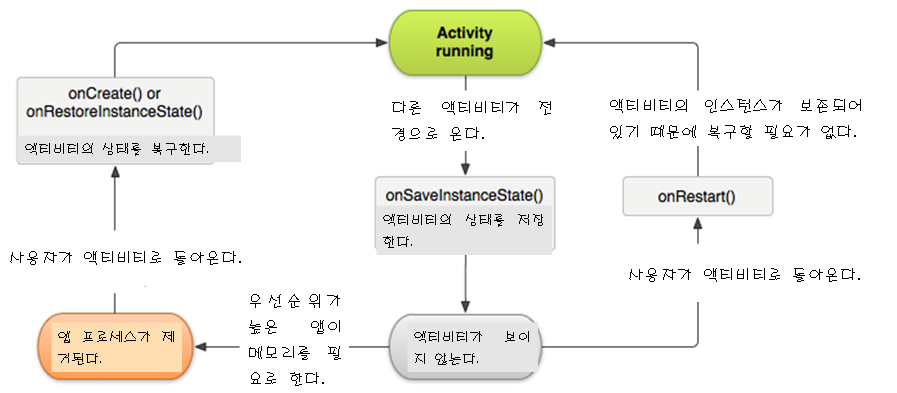 Activity
running
onCreate() or
onRestoreInstanceState()
액티비티의 상태를 복구한다.
다른 액티비티가 전
경으로 온다.
액티비티의 인스턴스가 보존되어
있기 때문에 복구할 필요가 없다.
onSaveInstanceState()
액티비티의 상태를 저장
한다.
onRestart()
사용자가 액티비티로 돌아온다.
사용자가 액티비티로 돌아온다.
우선순위가
높은 앱이
메모리를 필
요로 한다.
앱 프로세스가 제
거된다.
액티비티가 보이
지 않는다.